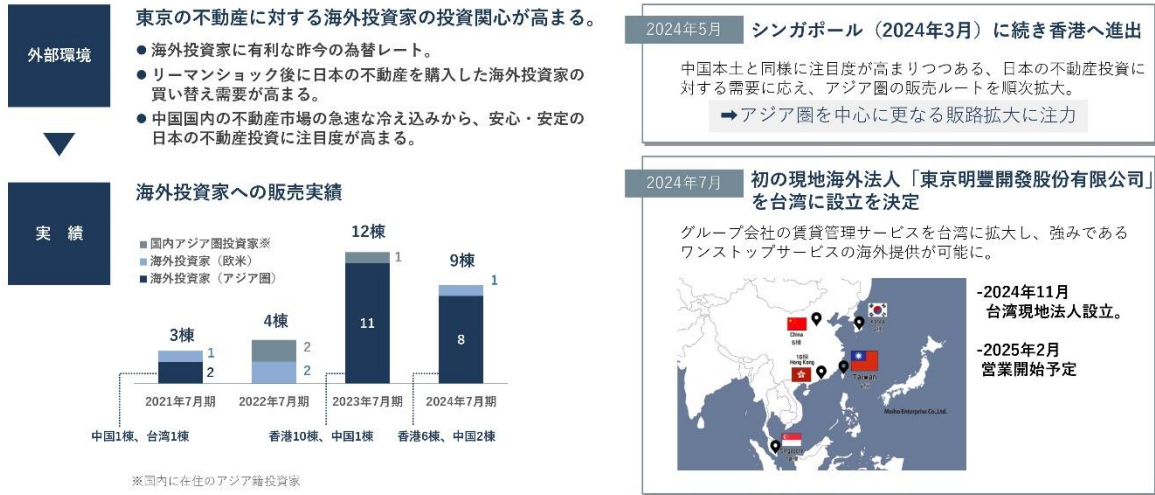 外部環境
東京の不動産に対する海外投資家の投資関心が高まる。
●海外投資家に有利な昨今の為替レート。
●リーマンショック後に日本の不動産を購入した海外投資家の
買い替え需要が高まる。
●中国国内の不動産市場の急速な冷え込みから、安心・安定の
日本の不動産投資に注目度が高まる。
実 績
海外投資家への販売実績
■国内アジア圏投資家※
■海外投資家(欧米)
■海外投資家(アジア圏)
3棟
1
2
4棟
2
2
12棟
1
11
9棟
1
8
2021年7月期
2022年7月期
2023年7月期
2024年7月期
中国1棟、台湾1棟
香港10棟、中国1棟
香港6棟、中国2棟
※国内に在住のアジア籍投資家
2024年5月
シンガポール(2024年3月)に続き香港へ進出
中国本土と同様に注目度が高まりつつある、日本の不動産投資に
対する需要に応え、アジア圏の販売ルートを順次拡大。
➡アジア圏を中心に更なる販路拡大に注力
2024年7月
初の現地海外法人「東京明豐開發股份有限公司」
を台湾に設立を決定
グループ会社の賃貸管理サービスを台湾に拡大し、強みである
ワンストップサービスの海外提供が可能に。
China
Korea
Hong Kong
Taiwan
Singapore
Meiho Enterprise Co.,Ltd.
-2024年11月
台湾現地法人設立。
-2025年2月
営業開始予定